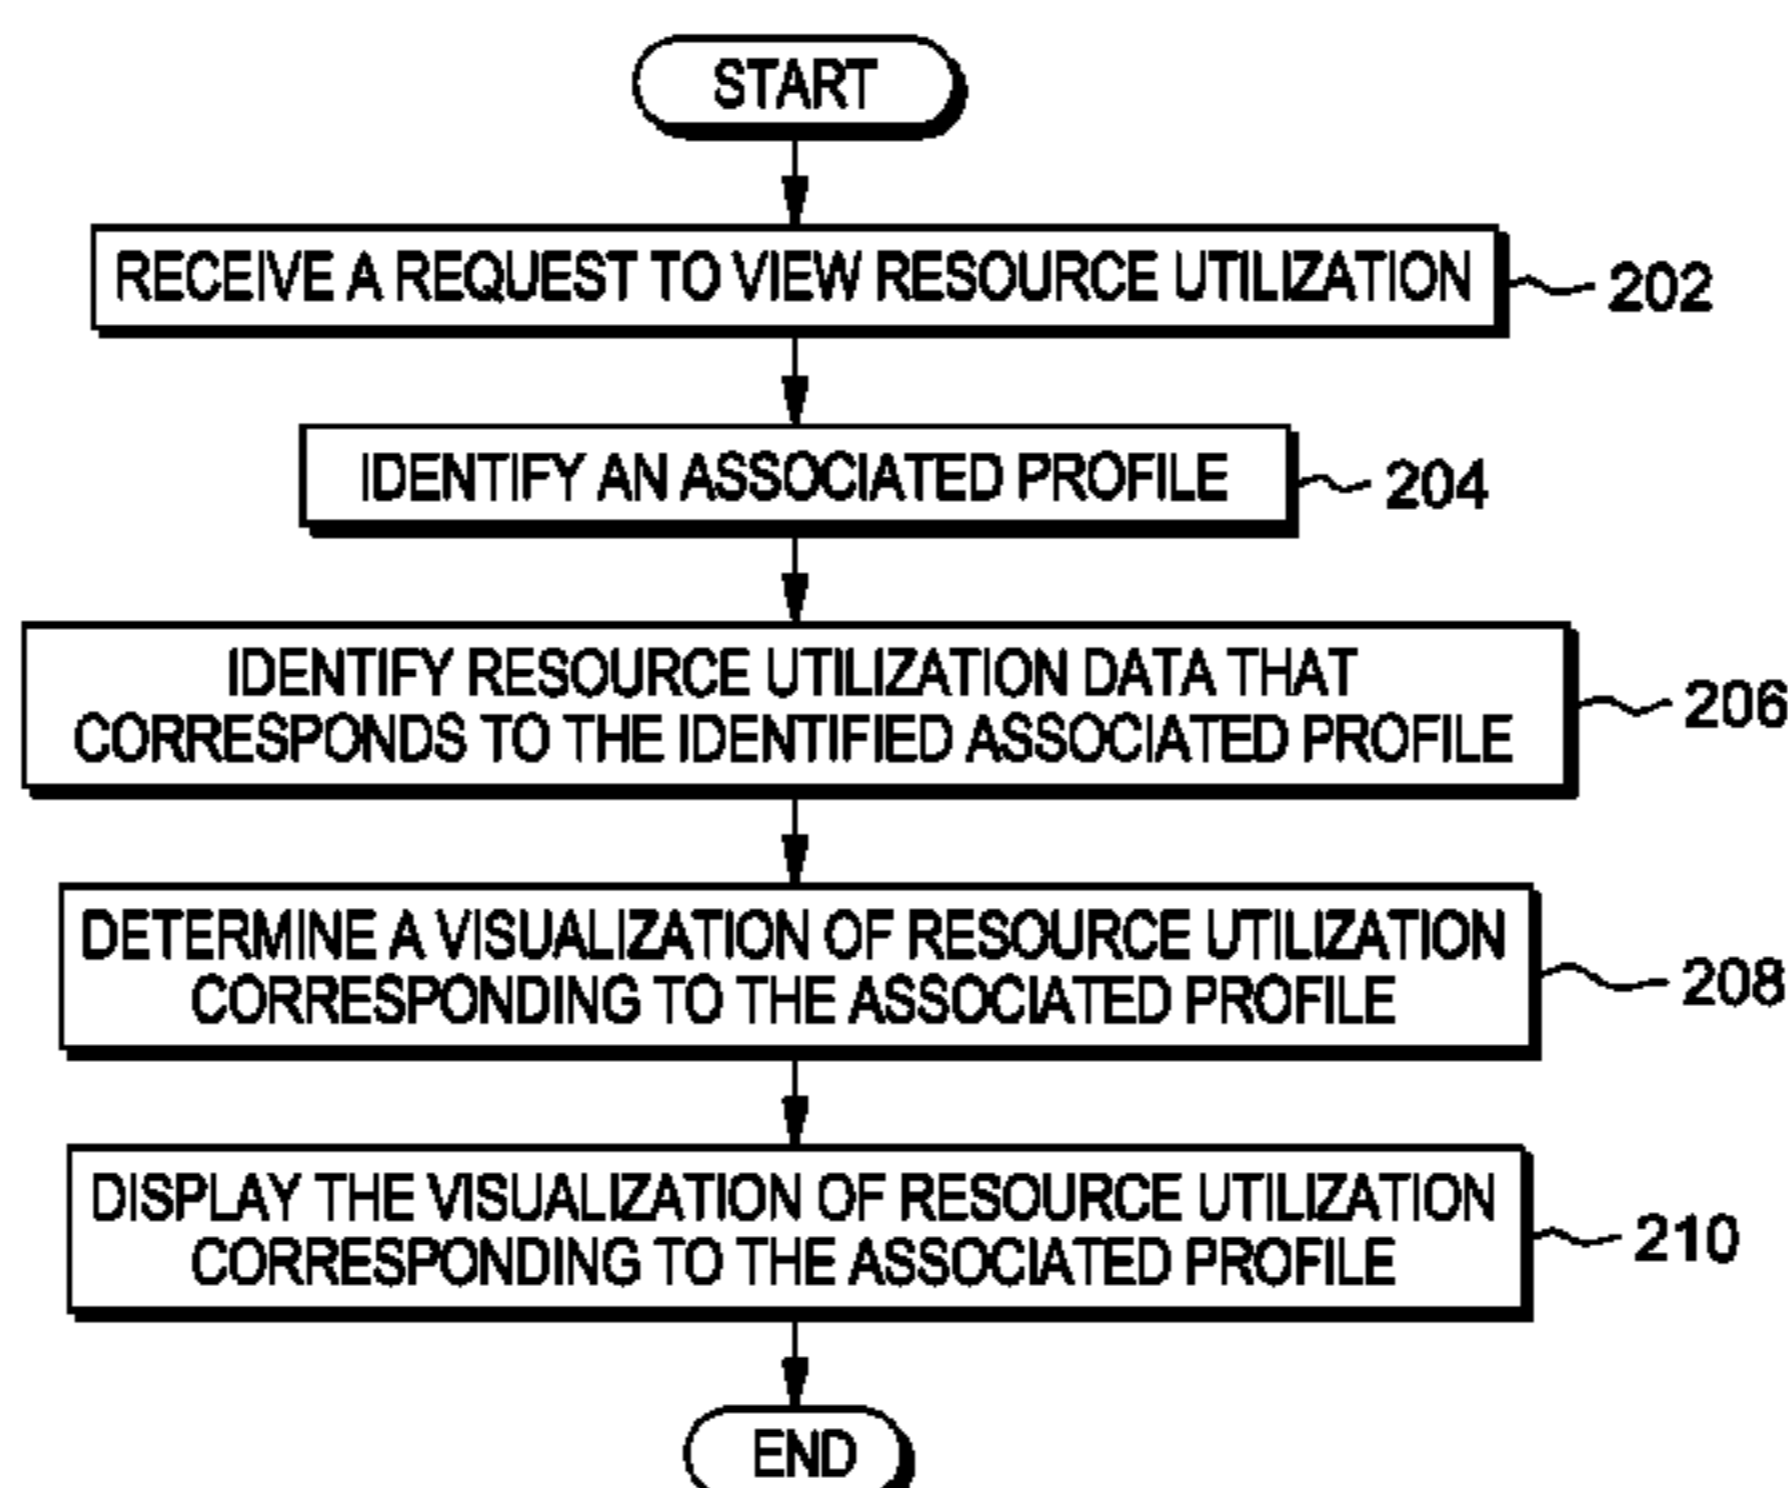 START
RECEIVE A REQUEST TO VIEW RESOURCE UTILIZATION
202
IDENTIFY AN ASSOCIATED PROFILE
204
IDENTIFY RESOURCE UTILIZATION DATA THAT
CORRESPONDS TO THE IDENTIFIED ASSOCIATED PROFILE
206
DETERMINE A VISUALIZATION OF RESOURCE UTILIZATION
CORRESPONDING TO THE ASSOCIATED PROFILE
208
DISPLAY THE VISUALIZATION OF RESOURCE UTILIZATION
CORRESPONDING TO THE ASSOCIATED PROFILE
210
END